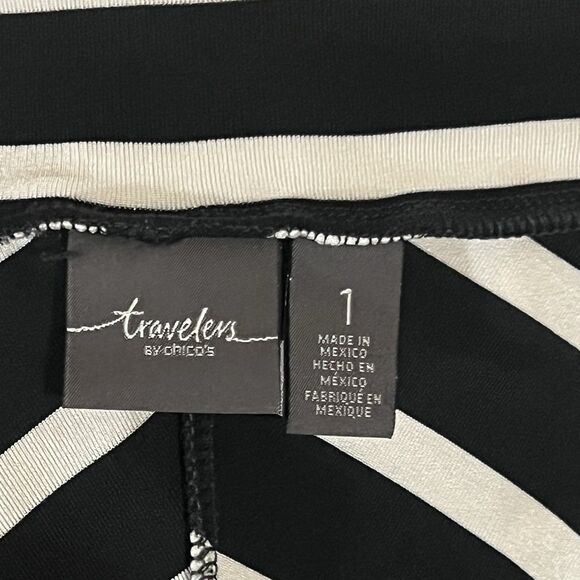 travelers
BY CHICO'S
1
MADE IN
MEXICO
HECHO EN
MÉXICO
FABRIQUÉ EN
MEXIQUE